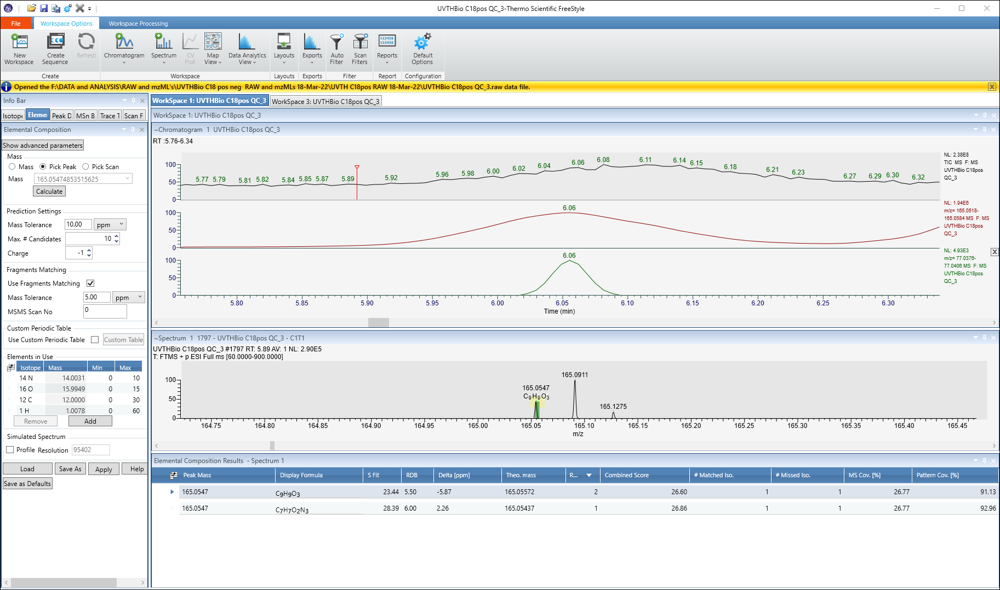 UVTHBio C18pos QC_3-Thermo Scientific FreeStyle
File
Workspace Options
Workspace Processing
New Workspace
Create Sequence
Refresh
Chromatogram
Spectrum
CV Plot
Map View
Data Analytics View
Layouts
Exports
Auto Filter
Scan Filters
Reports
Default Options
Create
Workspace
Layouts
Exports
Filter
Report
Configuration
Opened the F:\DATA and ANALYSIS\RAW and mzML's\UVTHBio C18 pos neg  RAW and mzMLs 18-Mar-22\UVTH C18pos RAW 18-Mar-22\UVTHBio C18pos QC_3.raw data file.
Info Bar
Isotope
Eleme
Peak D
MSn B
Trace T
Scan F
Elemental Composition
Show advanced parameters
Mass
Mass Pick Peak Pick Scan
Mass 165.05474853515625
Calculate
Prediction Settings
Mass Tolerance 10.00 ppm
Max. # Candidates 10
Charge -1
Fragments Matching
Use Fragments Matching
Mass Tolerance 5.00 ppm
MSMS Scan No 0
Custom Periodic Table
Use Custom Periodic Table Custom Table
Elements in Use
Isotope Mass Min Max
14 N 14.0031 0 10
16 O 15.9949 0 15
12 C 12.0000 0 30
1 H 1.0078 0 60
Remove Add
Simulated Spectrum
Profile Resolution 95402
Load Save As Apply Help
Save as Defaults
WorkSpace 1: UVTHBio C18pos QC_3
WorkSpace 3: UVTHBio C18pos QC_3
WorkSpace 1: UVTHBio C18pos QC_3
~Chromatogram 1 UVTHBio C18pos QC_3
RT :5.76-6.34
100
50
0
5.77 5.79 5.81 5.82 5.84 5.85 5.87 5.89 5.92 5.96 5.98 6.00 6.02 6.04 6.06 6.08 6.11 6.14 6.15 6.18 6.21 6.23 6.27 6.29 6.30 6.32
NL: 2.38E8
TIC MS F: MS
UVTHBio C18pos
QC_3
100
50
0
6.06
NL: 1.94E6
m/z= 165.0518-
165.0584 MS F: MS
UVTHBio C18pos
QC_3
100
50
0
6.06
NL: 4.93E3
m/z= 77.0376-
77.0406 MS F: MS
UVTHBio C18pos
QC_3
5.80 5.85 5.90 5.95 6.00 6.05 6.10 6.15 6.20 6.25 6.30
Time (min)
~Spectrum 1 1797 - UVTHBio C18pos QC_3 - C1T1
UVTHBio C18pos QC_3 #1797 RT: 5.89 AV: 1 NL: 2.90E5
T: FTMS + p ESI Full ms [60.0000-900.0000]
100
50
0
165.0547
C₉H₉O₃
165.0911
165.1275
164.75 164.80 164.85 164.90 164.95 165.00 165.05 165.10 165.15 165.20 165.25 165.30 165.35 165.40 165.45
m/z
Elemental Composition Results - Spectrum 1
Peak Mass Display Formula S Fit RDB Delta [ppm] Theo. mass R... Combined Score # Matched Iso. # Missed Iso. MS Cov. [%] Pattern Cov. [%]
165.0547 C₉H₉O₃ 23.44 5.50 -5.87 165.05572 2 26.60 1 1 26.77 91.13
165.0547 C₇H₇O₂N₃ 28.39 6.00 2.26 165.05437 1 26.86 1 1 26.77 92.96